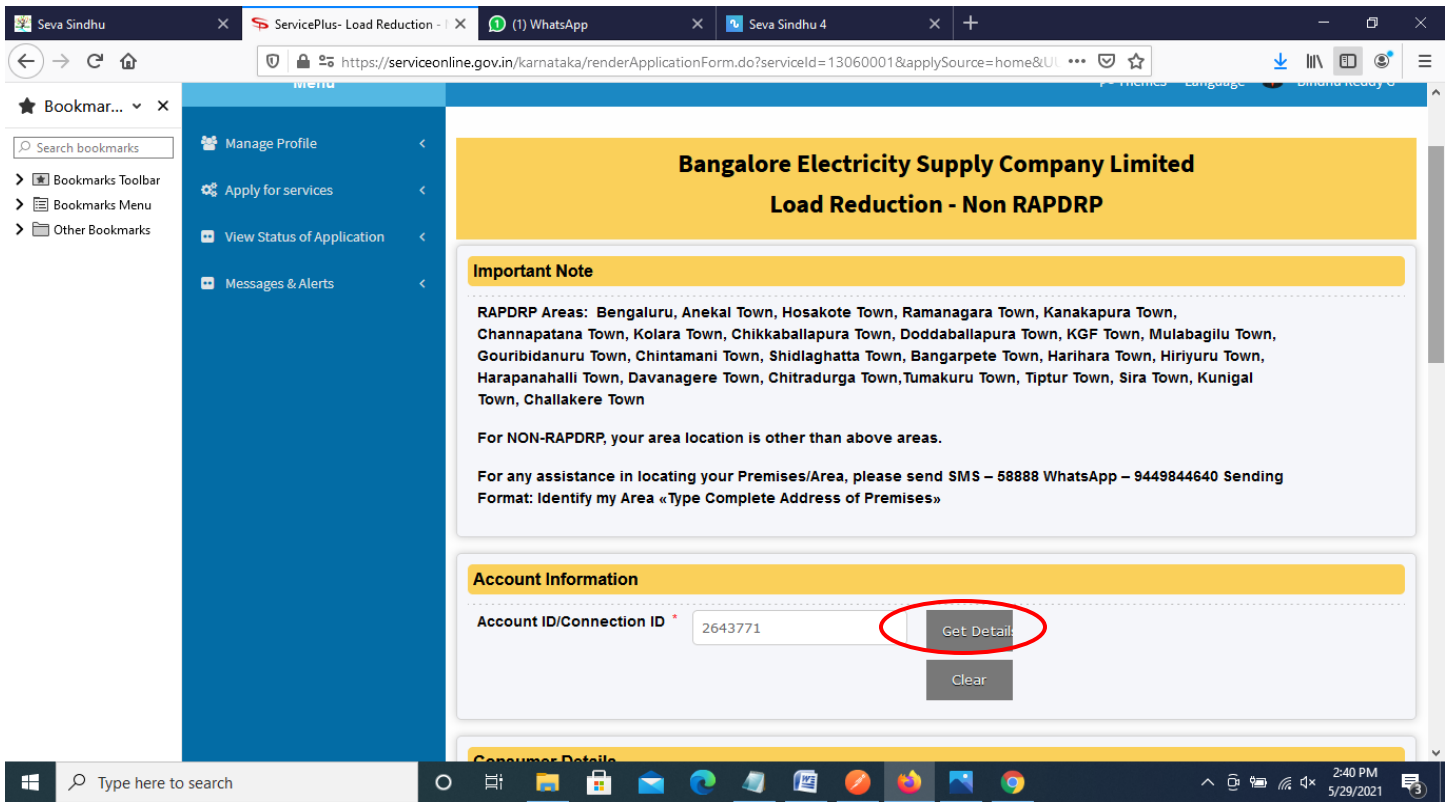 Seva Sindhu
ServicePlus- Load Reduction -
(1) WhatsApp
Seva Sindhu 4
https://serviceonline.gov.in/karnataka/renderApplicationForm.do?serviceId=13060001&applySource=home&UU
Bookmar...
Search bookmarks
Bookmarks Toolbar
Bookmarks Menu
Other Bookmarks
Menu
Themes Language Bindhu Reddy G
Manage Profile
Apply for services
View Status of Application
Messages & Alerts
Bangalore Electricity Supply Company Limited
Load Reduction - Non RAPDRP
Important Note
RAPDRP Areas: Bengaluru, Anekal Town, Hosakote Town, Ramanagara Town, Kanakapura Town,
Channapatana Town, Kolara Town, Chikkaballapura Town, Doddaballapura Town, KGF Town, Mulabagilu Town,
Gouribidanuru Town, Chintamani Town, Shidlaghatta Town, Bangarpete Town, Harihara Town, Hiriyuru Town,
Harapanahalli Town, Davanagere Town, Chitradurga Town,Tumakuru Town, Tiptur Town, Sira Town, Kunigal
Town, Challakere Town
For NON-RAPDRP, your area location is other than above areas.
For any assistance in locating your Premises/Area, please send SMS – 58888 WhatsApp – 9449844640 Sending
Format: Identify my Area «Type Complete Address of Premises»
Account Information
Account ID/Connection ID * 2643771 Get Details
Clear
Consumer Details
Type here to search
2:40 PM
5/29/2021
3